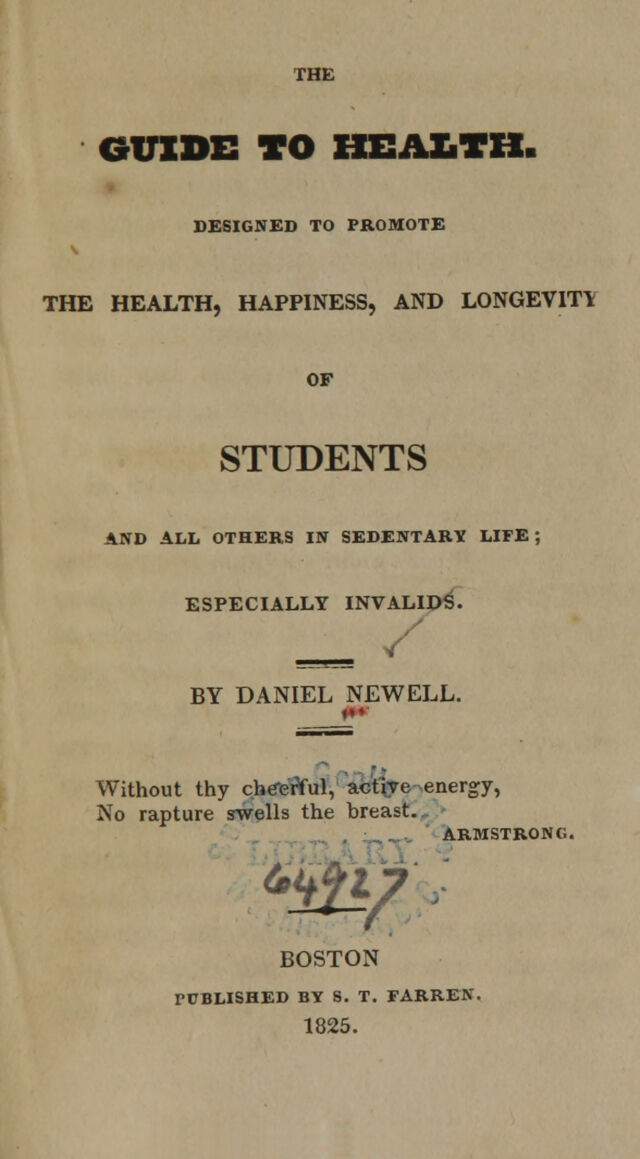 THE
GUIDE TO HEALTH.
DESIGNED TO PROMOTE
THE HEALTH, HAPPINESS, AND LONGEVITY
OF
STUDENTS
AND ALL OTHERS IN SEDENTARY LIFE;
ESPECIALLY INVALIDS.
BY DANIEL NEWELL.
Without thy cheerful, active energy,
No rapture swells the breast.
ARMSTRONG.
LIBRARY.
64927
BOSTON
PUBLISHED BY S. T. FARREN.
1825.